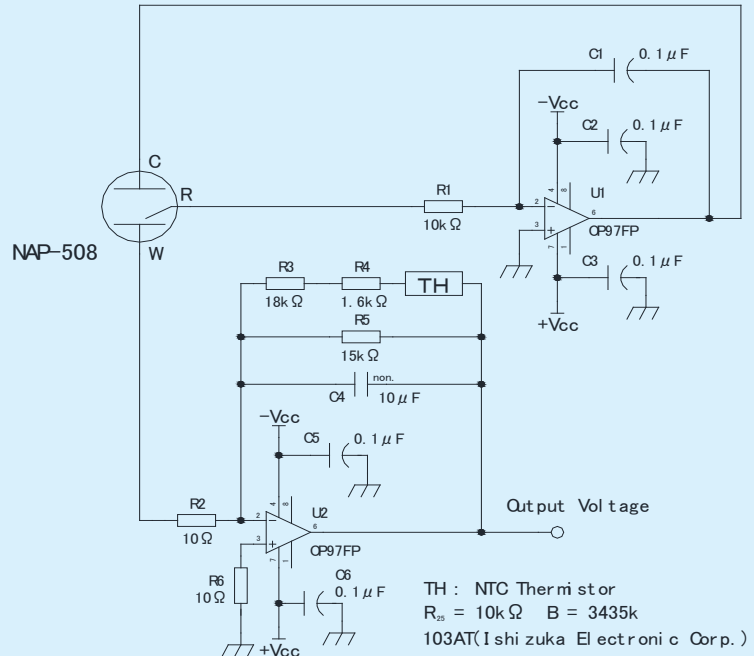 C1
0.1μF
-Vcc
C2
0.1μF
C
R
R1
10kΩ
U1
4
8
2
3
6
7
1
OP97FP
W
NAP-508
C3
0.1μF
+Vcc
R3
18kΩ
R4
1.6kΩ
TH
R5
15kΩ
C4
non.
10μF
-Vcc
C5
0.1μF
R2
10Ω
U2
4
8
2
3
6
7
1
OP97FP
Output Voltage
R6
10Ω
C6
0.1μF
+Vcc
TH : NTC Thermistor
R25 = 10kΩ B = 3435k
103AT(Ishizuka Electronic Corp.)